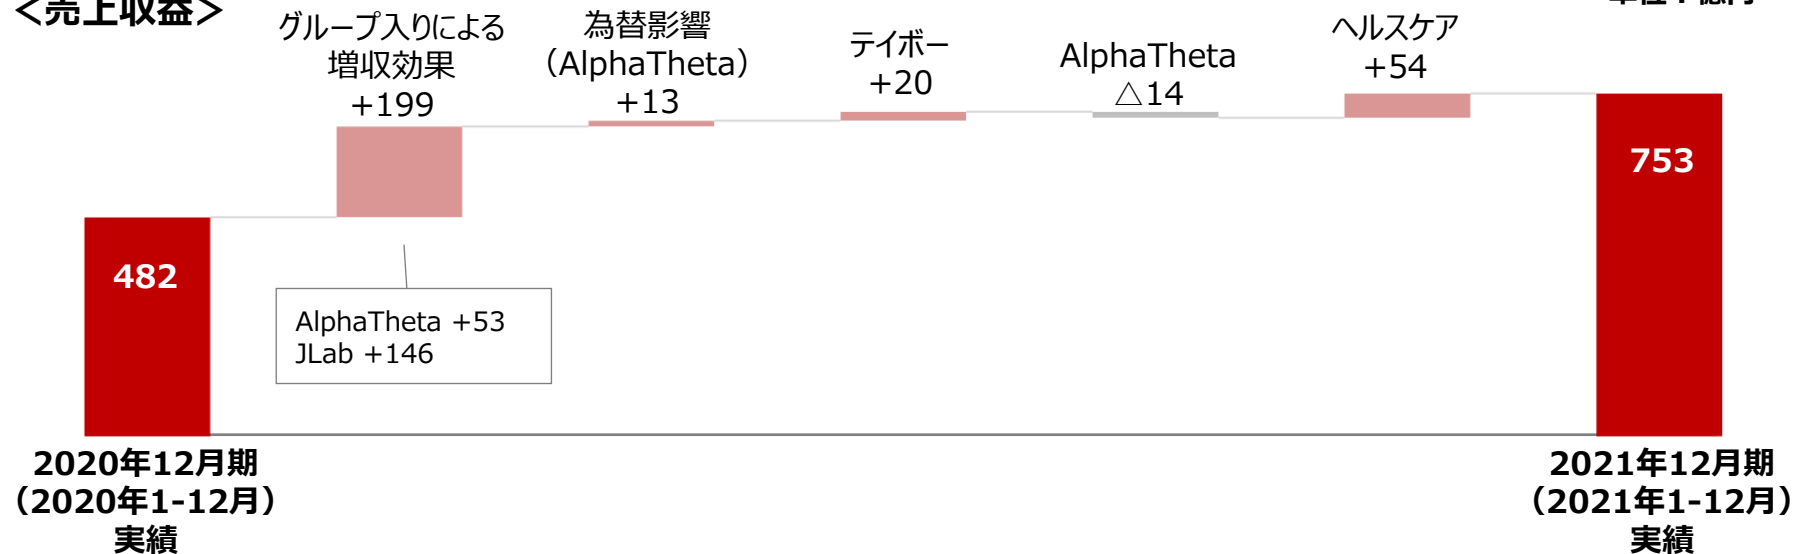 ＜売上収益＞
グループ入りによる
増収効果
+199
為替影響
（AlphaTheta）
+13
テイボー
+20
AlphaTheta
△14
ヘルスケア
+54
482
753
AlphaTheta +53
JLab +146
2020年12月期
（2020年1-12月）
実績
2021年12月期
（2021年1-12月）
実績